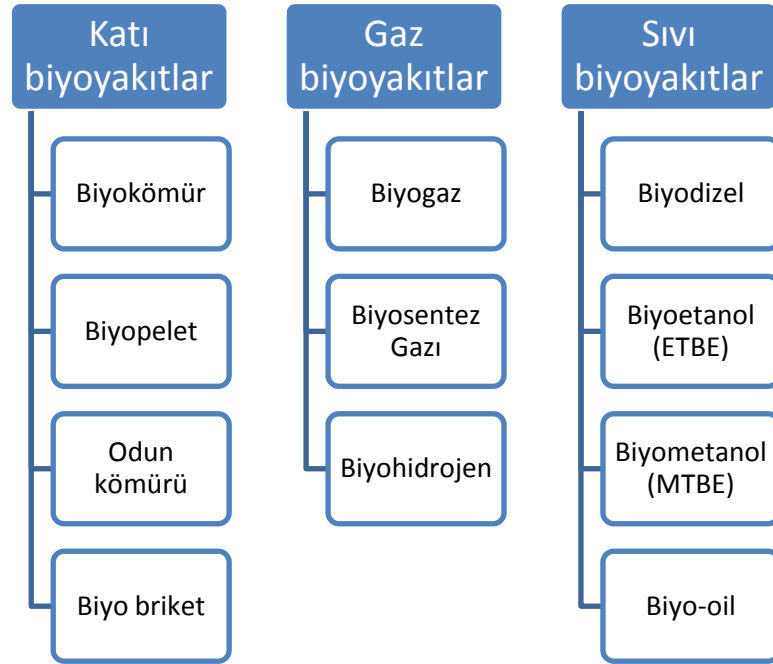 Katı
biyoyakıtlar
Biyokömür
Biyopelet
Odun
kömürü
Biyo briket
Gaz
biyoyakıtlar
Biyogaz
Biyosentez
Gazı
Biyohidrojen
Sıvı
biyoyakıtlar
Biyodizel
Biyoetanol
(ETBE)
Biyometanol
(MTBE)
Biyo-oil